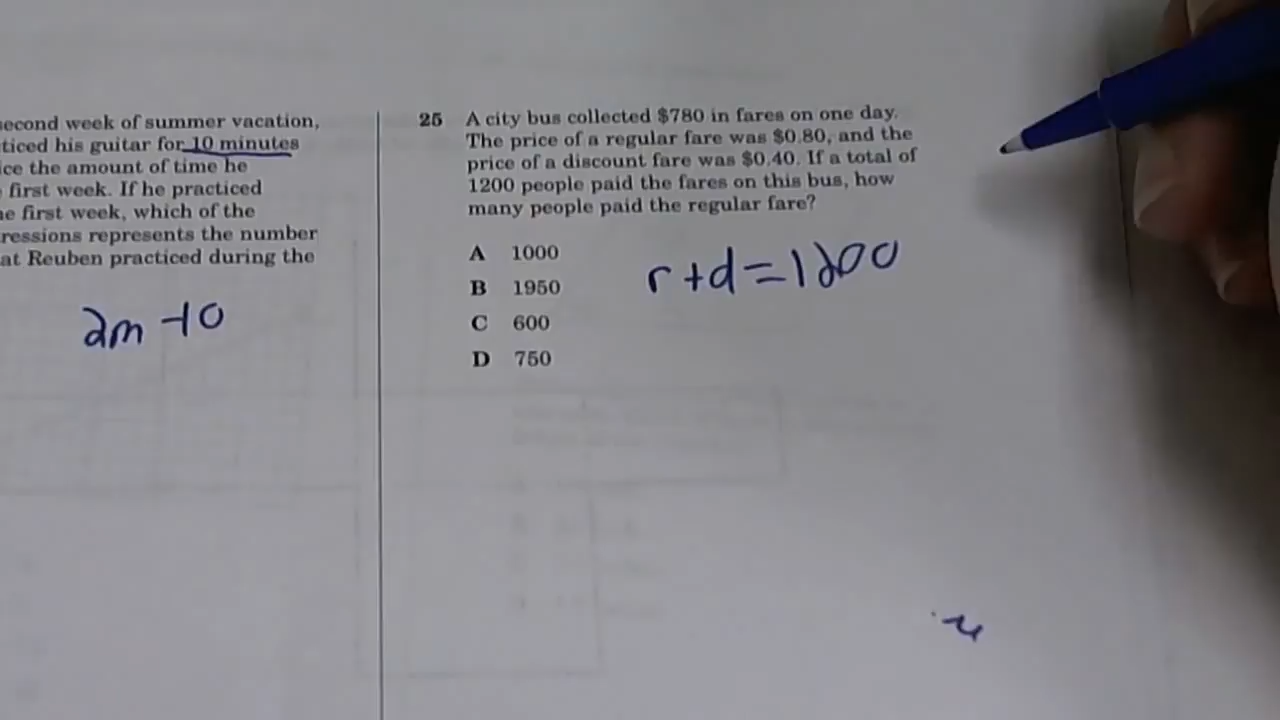 second week of summer vacation,
ticed his guitar for 10 minutes
ice the amount of time he
first week. If he practiced
he first week, which of the
ressions represents the number
at Reuben practiced during the
2m-10
25 A city bus collected $780 in fares on one day.
The price of a regular fare was $0.80, and the
price of a discount fare was $0.40. If a total of
1200 people paid the fares on this bus, how
many people paid the regular fare?
A 1000
B 1950
C 600
D 750
r+d=1200